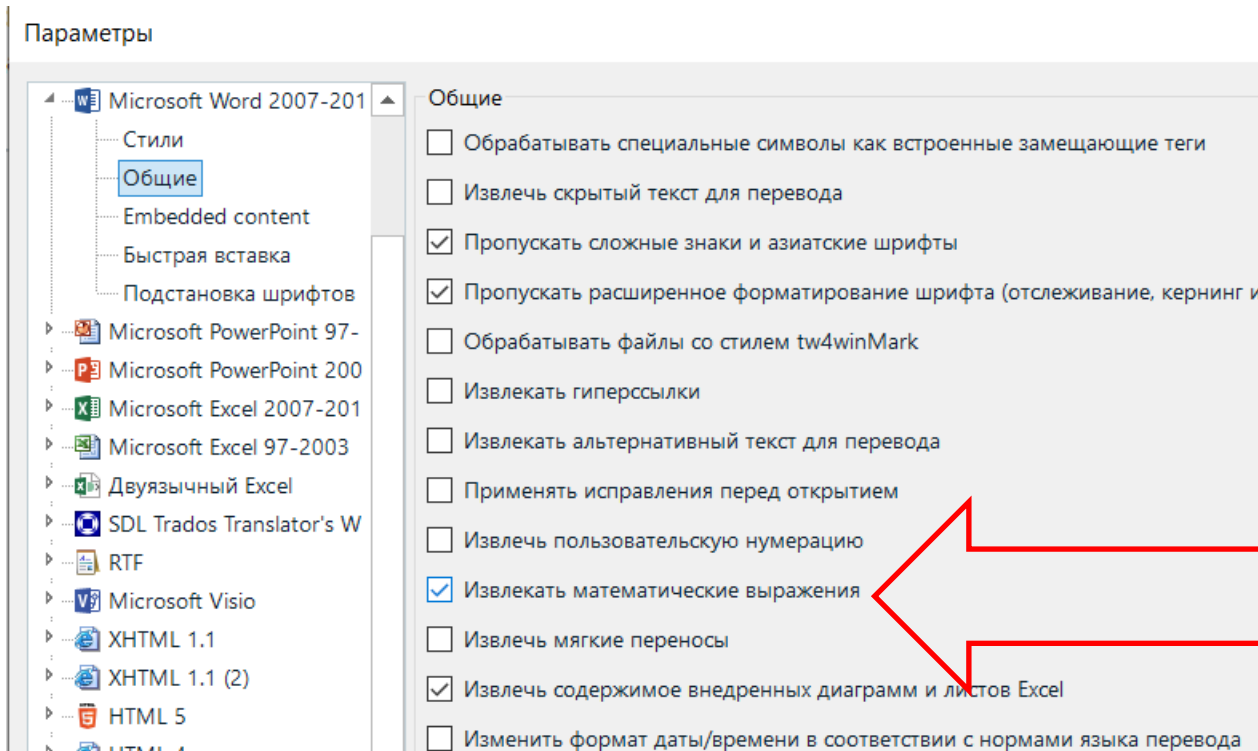 Параметры
Microsoft Word 2007-201
Стили
Общие
Embedded content
Быстрая вставка
Подстановка шрифтов
Microsoft PowerPoint 97-
Microsoft PowerPoint 200
Microsoft Excel 2007-201
Microsoft Excel 97-2003
Двуязычный Excel
SDL Trados Translator's W
RTF
Microsoft Visio
XHTML 1.1
XHTML 1.1 (2)
HTML 5
HTML 4
Общие
Обрабатывать специальные символы как встроенные замещающие теги
Извлечь скрытый текст для перевода
Пропускать сложные знаки и азиатские шрифты
Пропускать расширенное форматирование шрифта (отслеживание, кернинг и
Обрабатывать файлы со стилем tw4winMark
Извлекать гиперссылки
Извлекать альтернативный текст для перевода
Применять исправления перед открытием
Извлечь пользовательскую нумерацию
Извлекать математические выражения
Извлечь мягкие переносы
Извлечь содержимое внедренных диаграмм и листов Excel
Изменить формат даты/времени в соответствии с нормами языка перевода